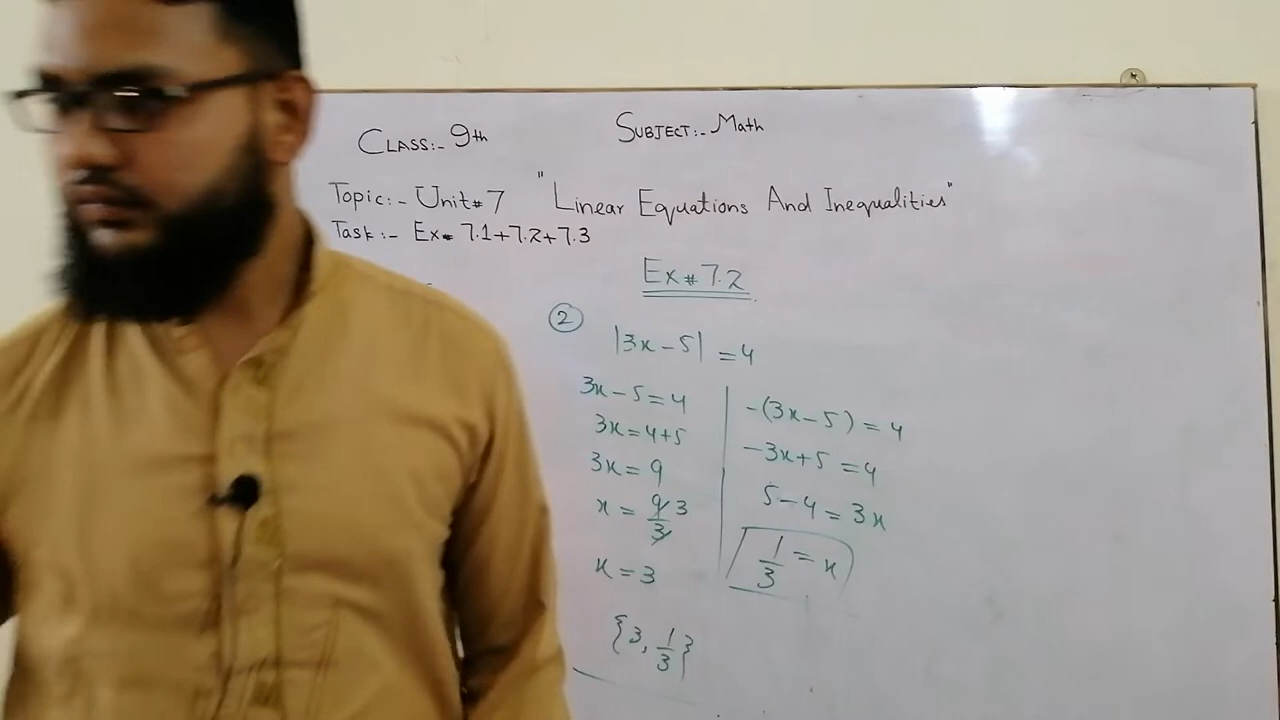 CLASS:- 9th
SUBJECT:- Math
Topic:- Unit# 7 "Linear Equations And Inequalities"
Task:- Ex# 7.1+7.2+7.3
Ex # 7.2
2
|3x-5| = 4
3x-5=4
3x=4+5
3x=9
x = 9/3 3
x=3
{3, 1/3}
-(3x-5) = 4
-3x+5 = 4
5-4 = 3x
1/3 = x